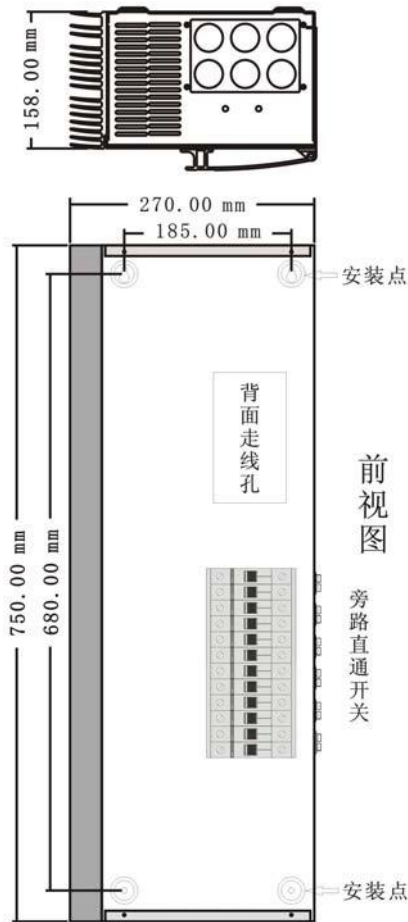 158.00 mm
270.00 mm
185.00 mm
安装点
背面走线孔
前视图
750.00 mm
680.00 mm
旁路直通开关
安装点